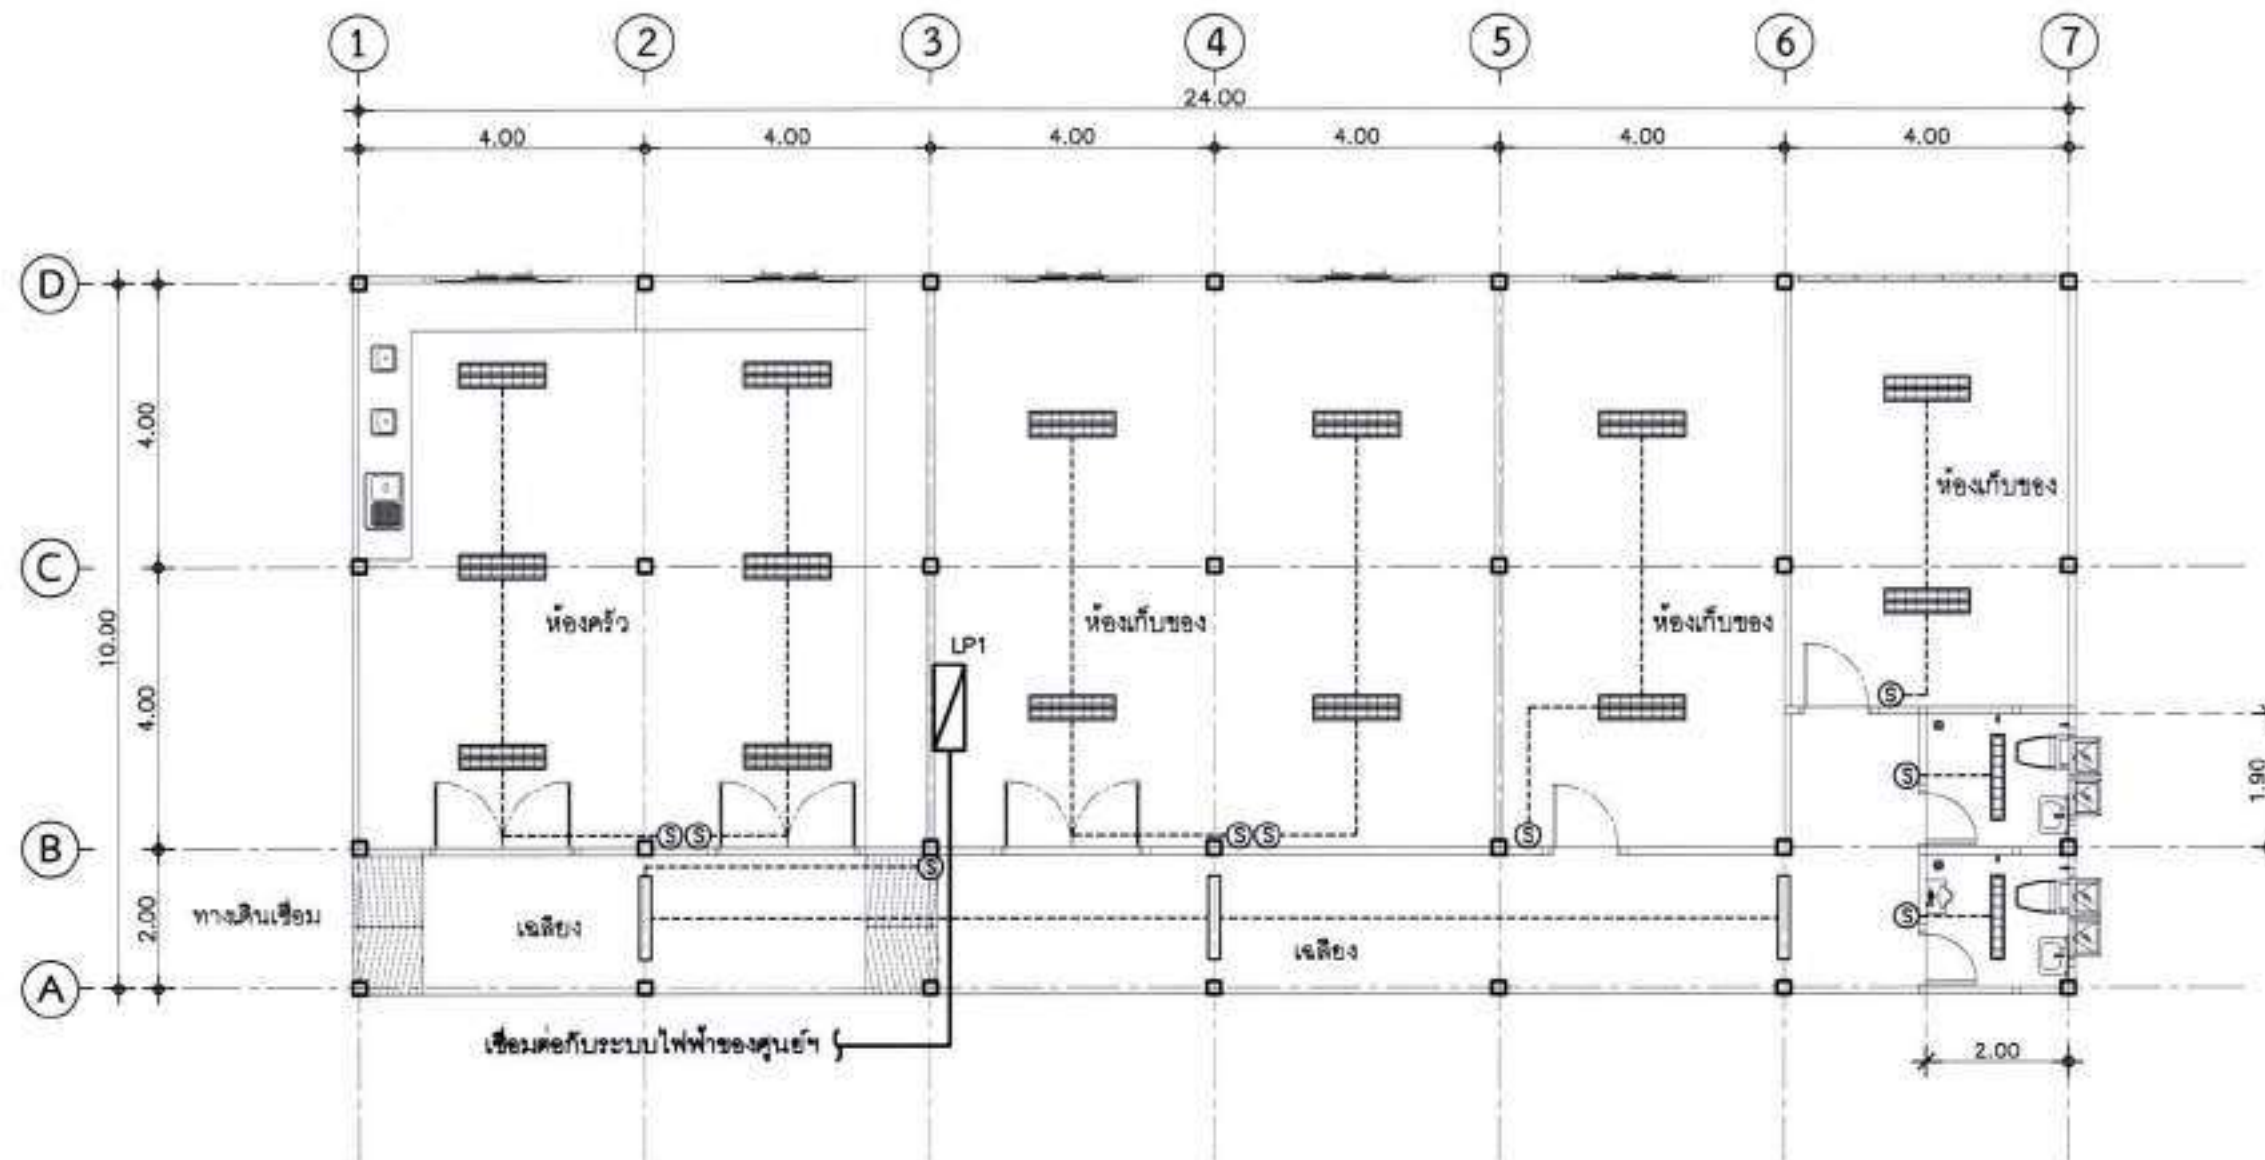 1 2 3 4 5 6 7
24.00
4.00 4.00 4.00 4.00 4.00 4.00
D
4.00
ห้องเก็บของ
C
10.00
ห้องครัว
ห้องเก็บของ
ห้องเก็บของ
LP1
4.00
S
S
1.90
B
S S
S S
S
S
2.00
ทางเดินเชื่อม
เฉลียง
เฉลียง
S
A
เชื่อมต่อกับระบบไฟฟ้าของศูนย์ฯ
2.00